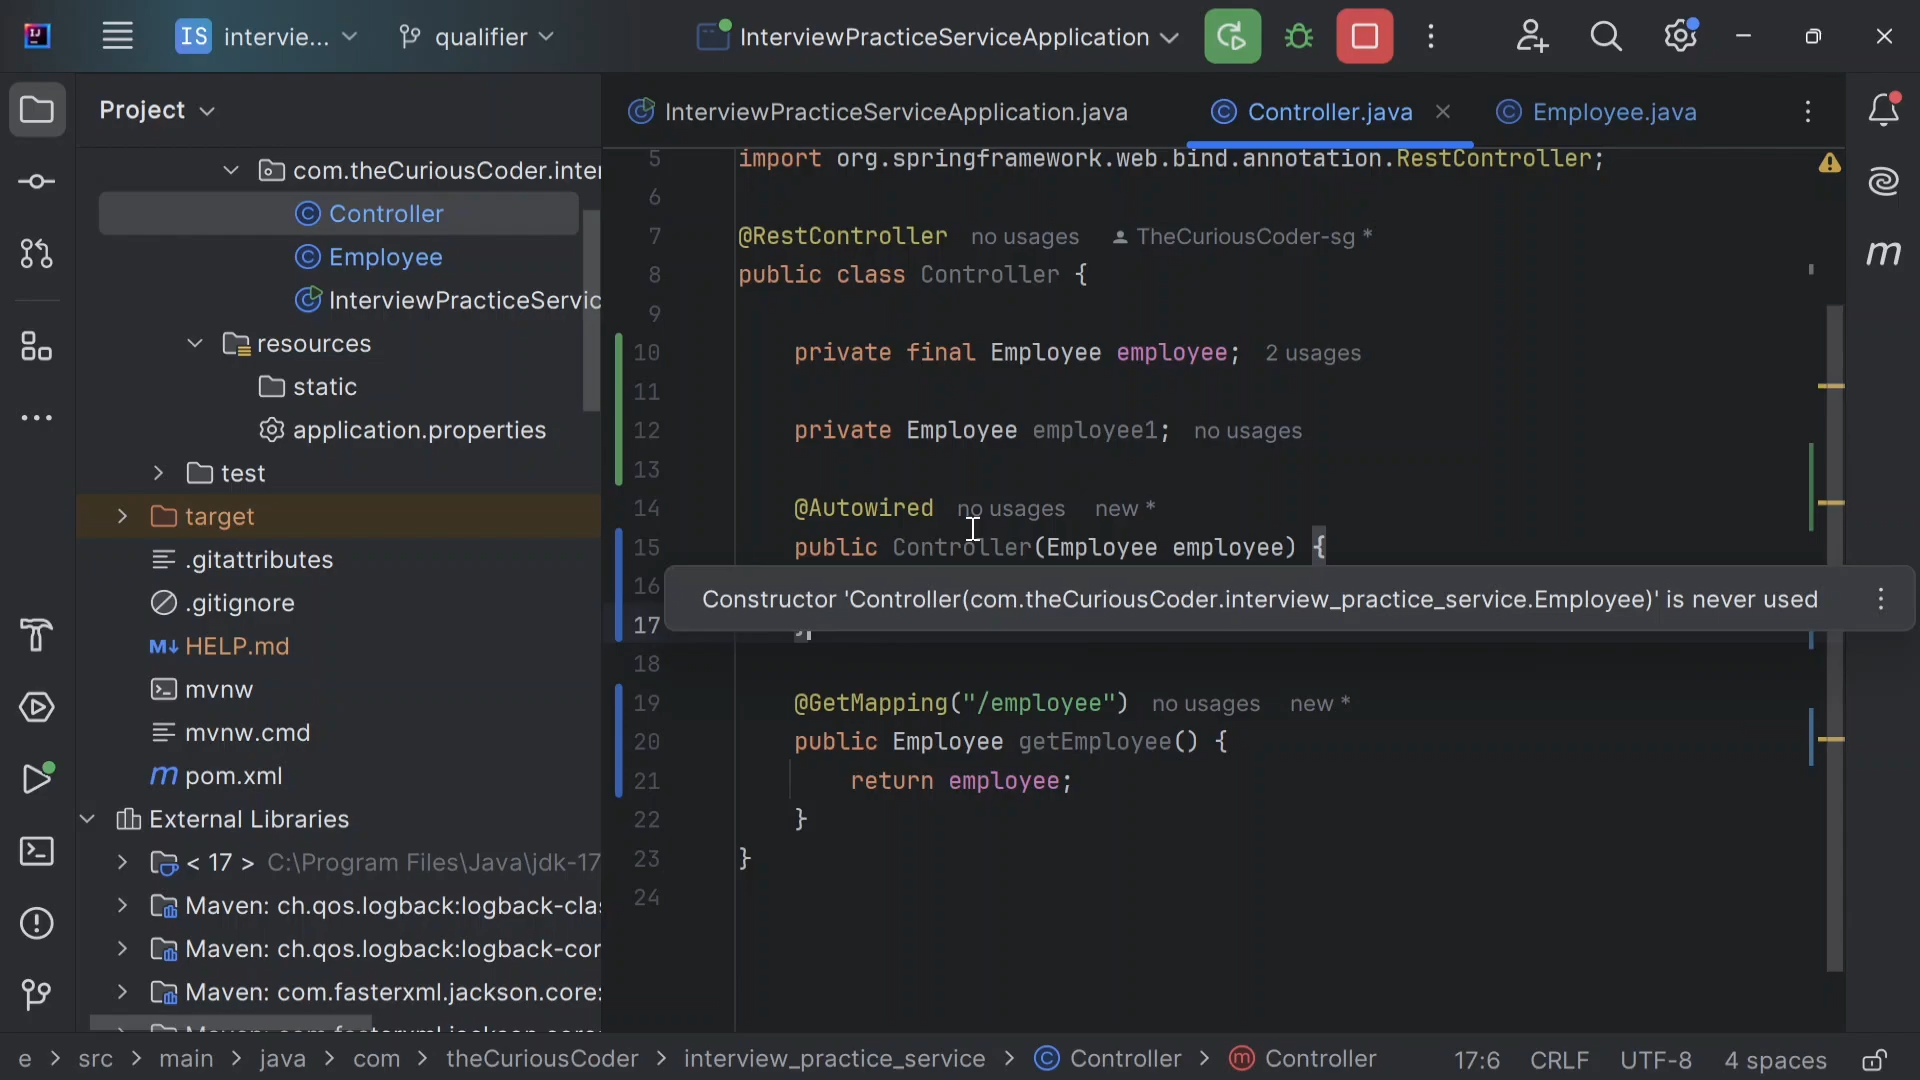 IS intervie... qualifier InterviewPracticeServiceApplication
Project
com.theCuriousCoder.inter
Controller
Employee
InterviewPracticeServic
resources
static
application.properties
test
target
.gitattributes
.gitignore
M↓ HELP.md
mvnw
mvnw.cmd
m pom.xml
External Libraries
< 17 > C:\Program Files\Java\jdk-17
Maven: ch.qos.logback:logback-clas
Maven: ch.qos.logback:logback-cor
Maven: com.fasterxml.jackson.core:
InterviewPracticeServiceApplication.java Controller.java Employee.java
5 import org.springframework.web.bind.annotation.RestController;
6
7 @RestController no usages TheCuriousCoder-sg *
8 public class Controller {
9
10 private final Employee employee; 2 usages
11
12 private Employee employee1; no usages
13
14 @Autowired no usages new *
15 public Controller(Employee employee) {
16
Constructor 'Controller(com.theCuriousCoder.interview_practice_service.Employee)' is never used
17 }
18
19 @GetMapping("/employee") no usages new *
20 public Employee getEmployee() {
21 return employee;
22 }
23 }
24
e > src > main > java > com > theCuriousCoder > interview_practice_service > Controller > Controller 17:6 CRLF UTF-8 4 spaces